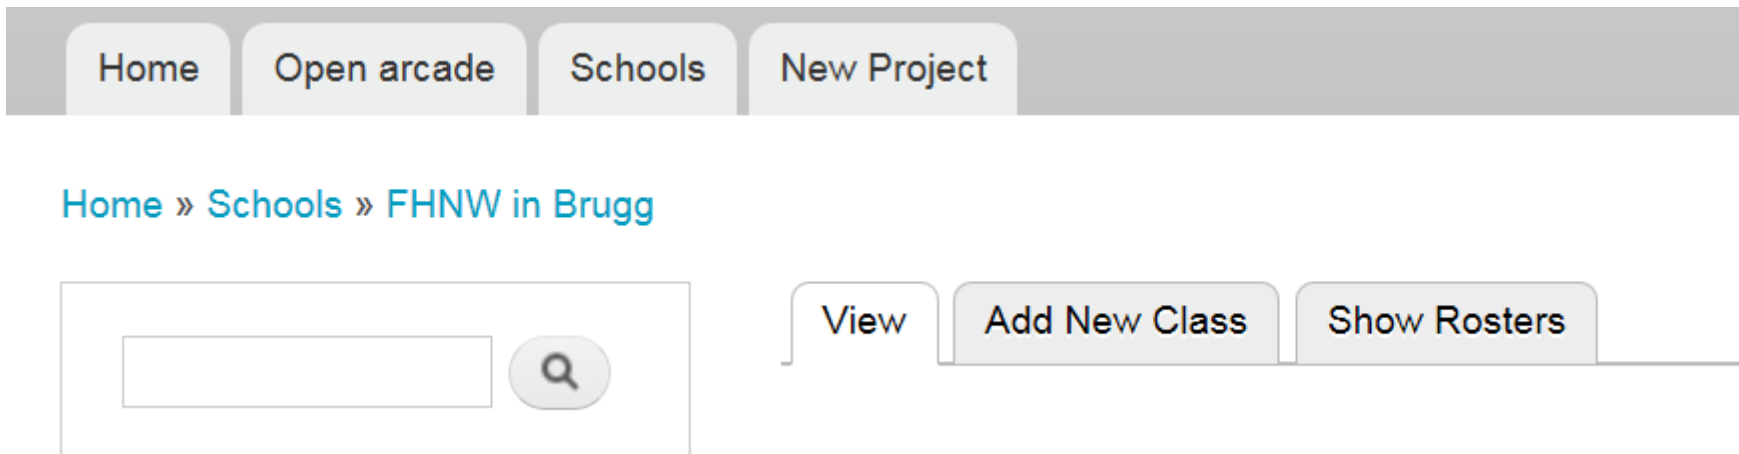 Home Open arcade Schools New Project
Home » Schools » FHNW in Brugg
View Add New Class Show Rosters